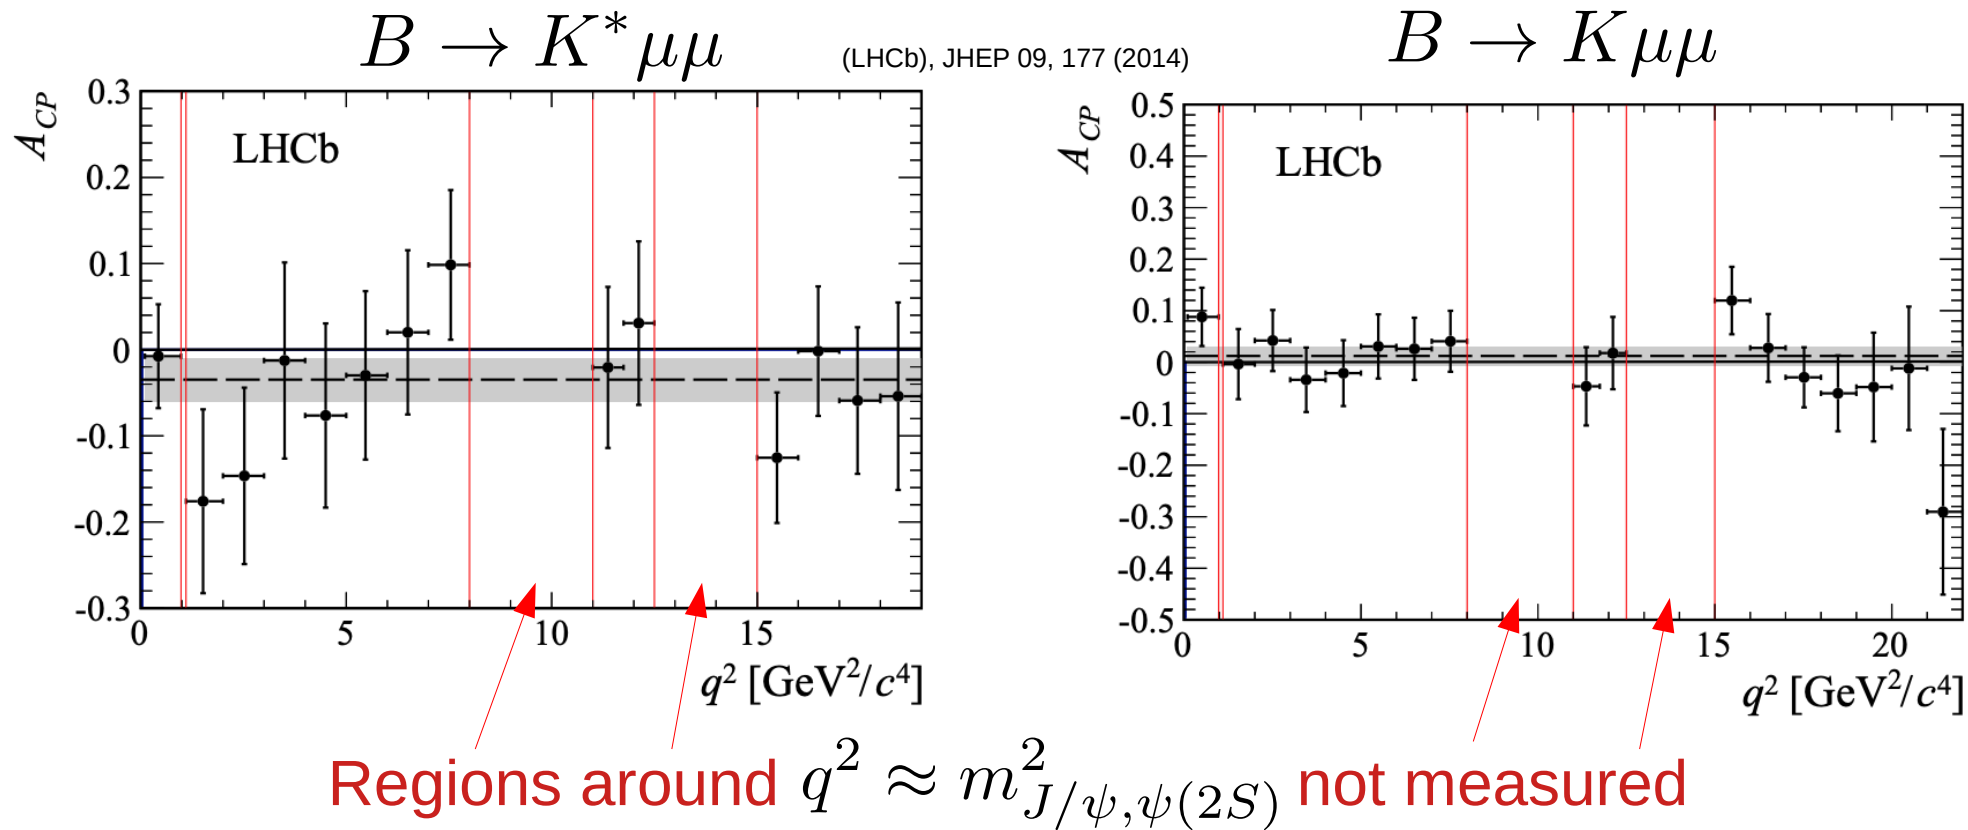 B → K*μμ
(LHCb), JHEP 09, 177 (2014)
B → Kμμ
A_CP
LHCb
0.3
0.2
0.1
0
-0.1
-0.2
-0.3
0 5 10 15
q² [GeV²/c⁴]
A_CP
LHCb
0.5
0.4
0.3
0.2
0.1
0
-0.1
-0.2
-0.3
-0.4
-0.5
0 5 10 15 20
q² [GeV²/c⁴]
Regions around q² ≈ m²_{J/ψ,ψ(2S)} not measured